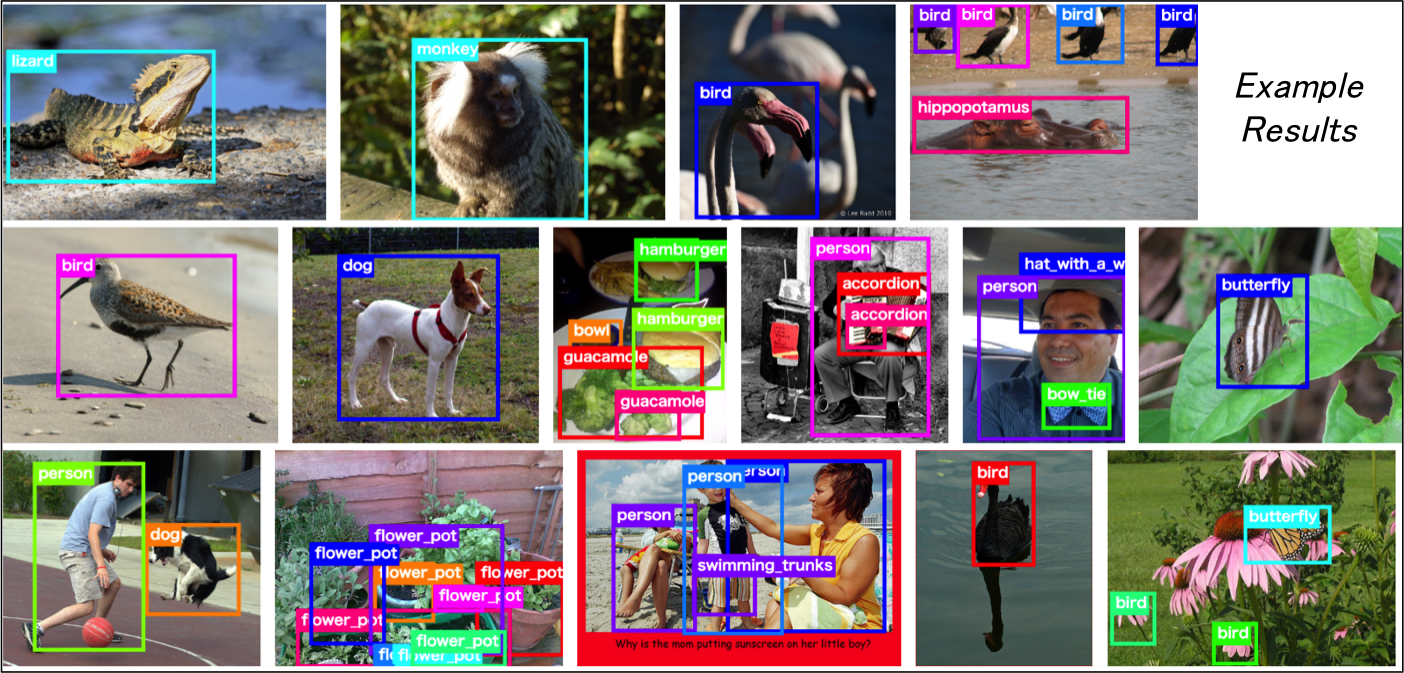 lizard
monkey
bird
© Lee Rudd 2010
bird
bird
bird
bird
hippopotamus
Example
Results
bird
dog
hamburger
hamburger
bowl
guacamole
guacamole
person
accordion
accordion
hat_with_a_w
person
bow_tie
butterfly
person
dog
flower_pot
flower_pot
flower_pot
flower_pot
flower_pot
flower_pot
flower_pot
flo
flower_pot
person
person
person
swimming_trunks
Why is the mom putting sunscreen on her little boy?
bird
butterfly
bird
bird